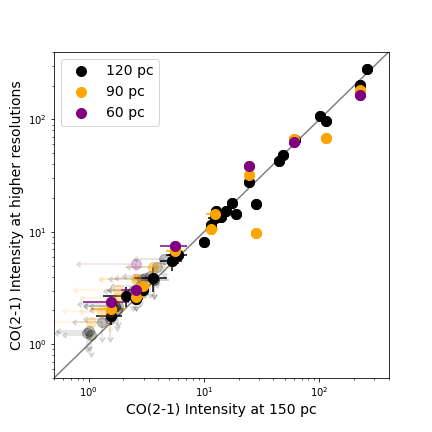 120 pc
90 pc
60 pc
CO(2-1) Intensity at higher resolutions
10²
10¹
10⁰
10⁰ 10¹ 10²
CO(2-1) Intensity at 150 pc